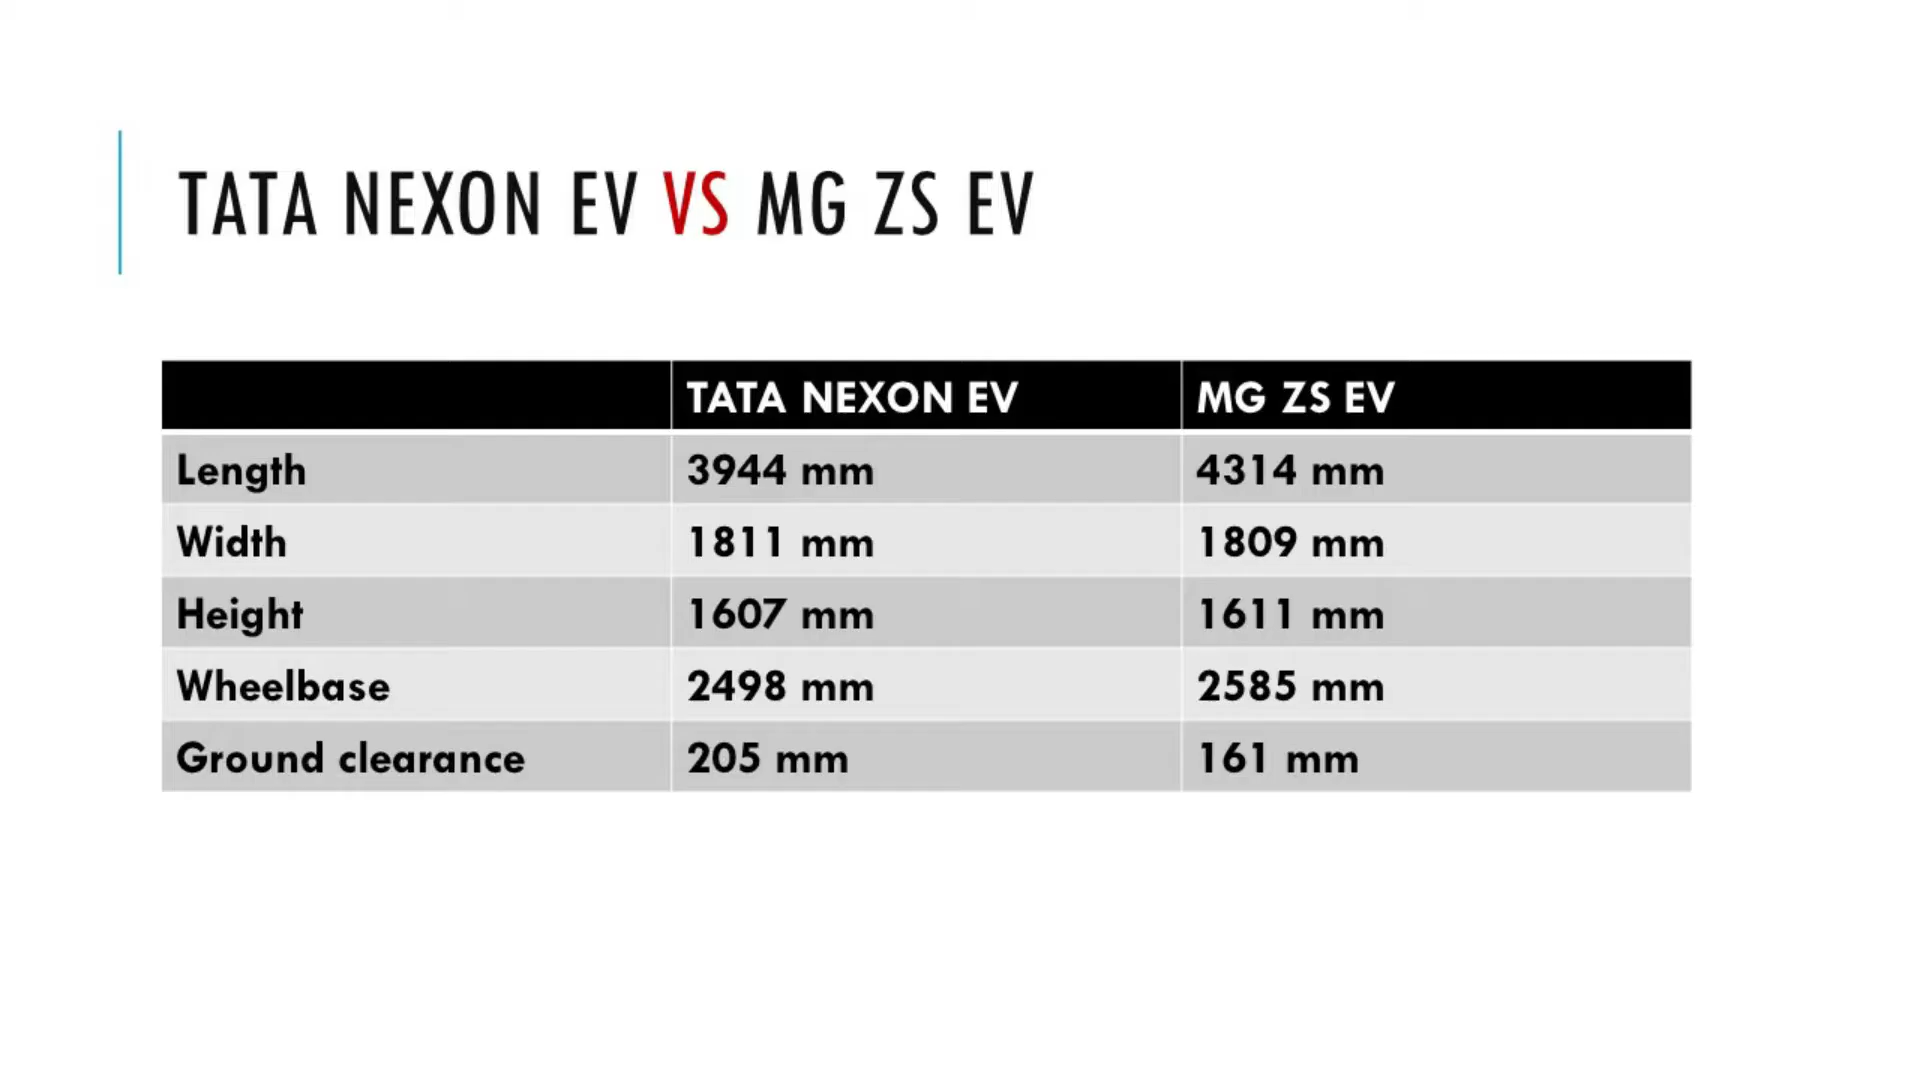 TATA NEXON EV VS MG ZS EV
TATA NEXON EV MG ZS EV
Length 3944 mm 4314 mm
Width 1811 mm 1809 mm
Height 1607 mm 1611 mm
Wheelbase 2498 mm 2585 mm
Ground clearance 205 mm 161 mm